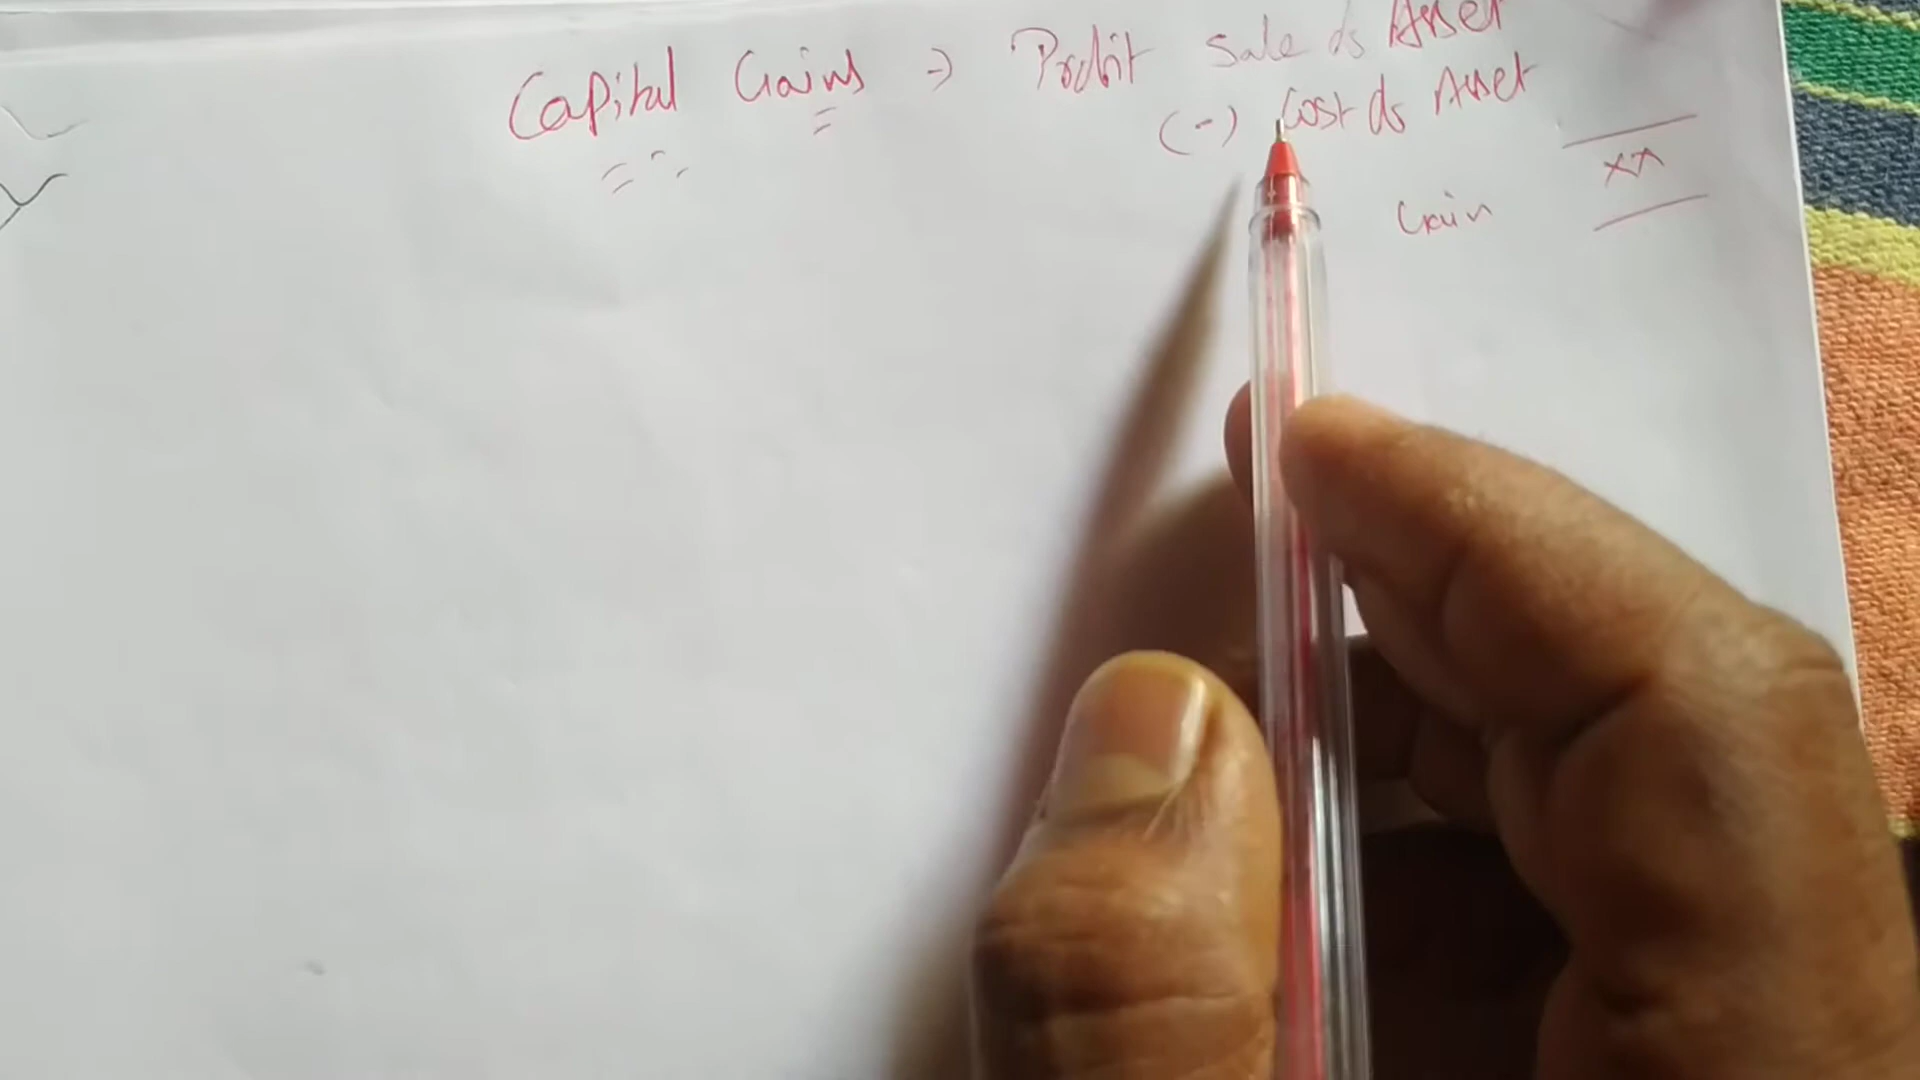 Capital Gains → Profit Sale of Asset
(-) Cost of Asset
Gain xx